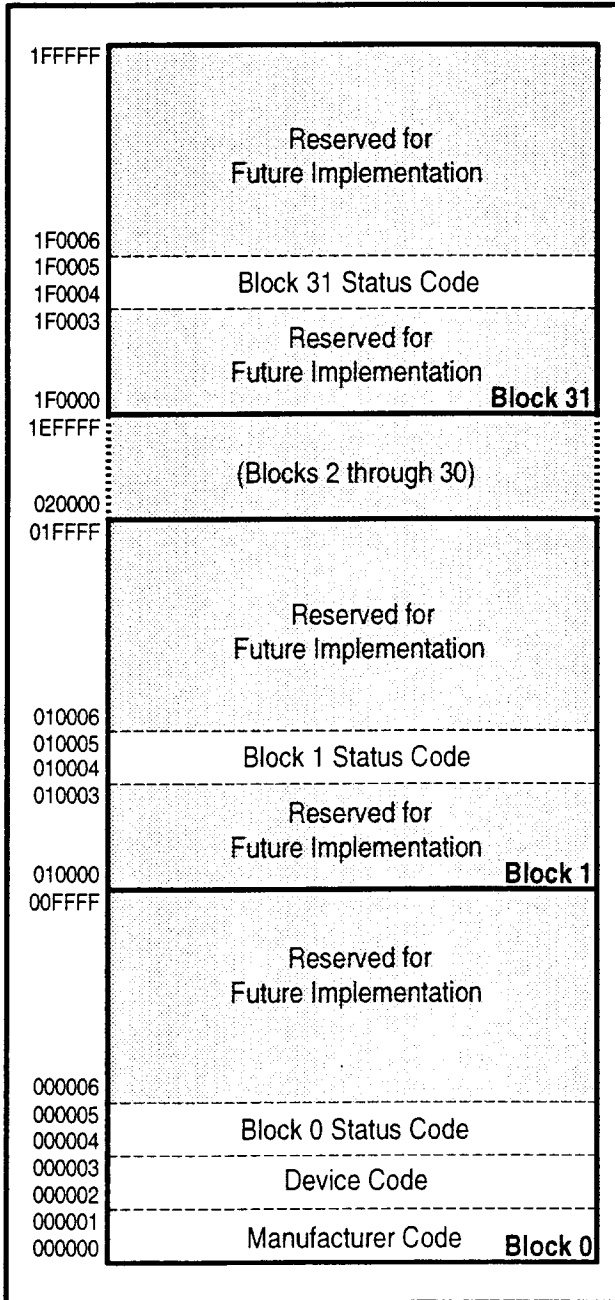 1FFFFF
Reserved for
Future Implementation
1F0006
1F0005
Block 31 Status Code
1F0004
1F0003
Reserved for
Future Implementation
1F0000
Block 31
1EFFFF
(Blocks 2 through 30)
020000
01FFFF
Reserved for
Future Implementation
010006
010005
Block 1 Status Code
010004
010003
Reserved for
Future Implementation
010000
Block 1
00FFFF
Reserved for
Future Implementation
000006
000005
Block 0 Status Code
000004
000003
Device Code
000002
000001
Manufacturer Code
000000
Block 0